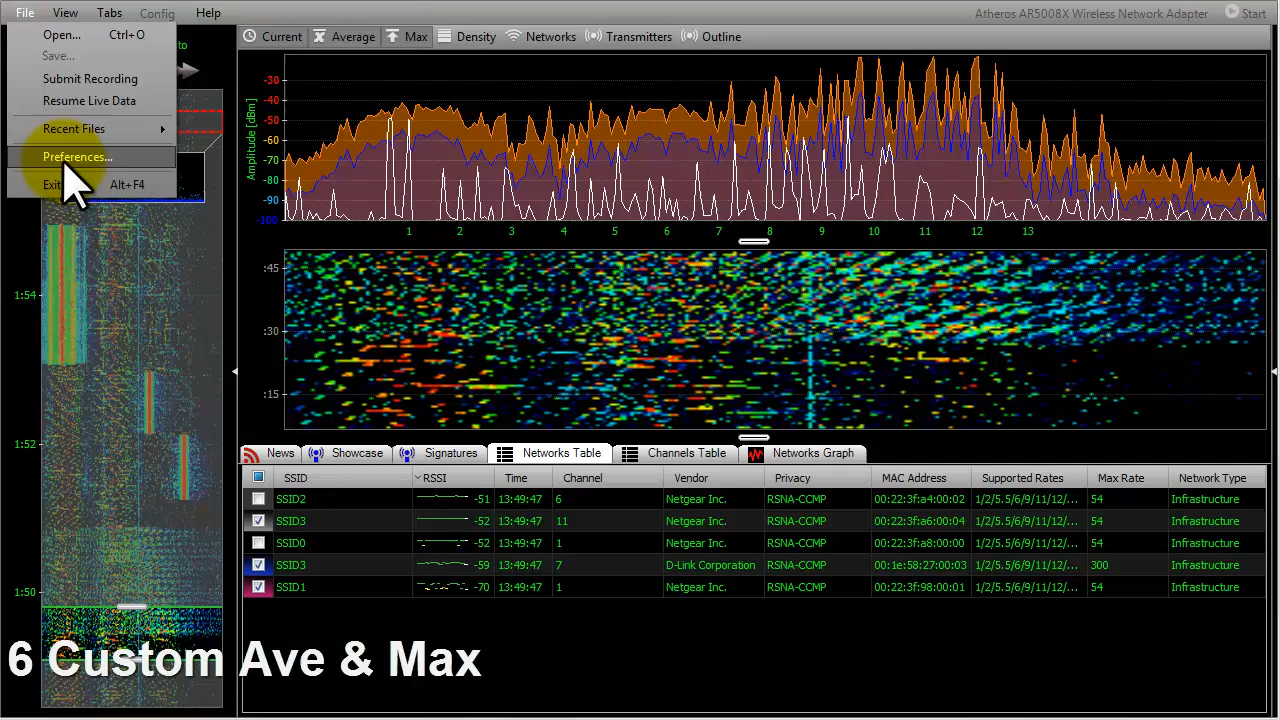 File View Tabs Config Help
Atheros AR5008X Wireless Network Adapter Start
Open... Ctrl+O
Save...
Submit Recording
Resume Live Data
Recent Files
Preferences...
Exit Alt+F4
to
Current Average Max Density Networks Transmitters Outline
Amplitude [dBm]
-30
-40
-50
-60
-70
-80
-90
-100
1 2 3 4 5 6 7 8 9 10 11 12 13
:45
:30
:15
1:54
1:52
1:50
News Showcase Signatures Networks Table Channels Table Networks Graph
SSID RSSI Time Channel Vendor Privacy MAC Address Supported Rates Max Rate Network Type
SSID2 -51 13:49:47 6 Netgear Inc. RSNA-CCMP 00:22:3f:a4:00:02 1/2/5.5/6/9/11/12/... 54 Infrastructure
SSID3 -52 13:49:47 11 Netgear Inc. RSNA-CCMP 00:22:3f:a6:00:04 1/2/5.5/6/9/11/12/... 54 Infrastructure
SSID0 -52 13:49:47 1 Netgear Inc. RSNA-CCMP 00:22:3f:a8:00:00 1/2/5.5/6/9/11/12/... 54 Infrastructure
SSID3 -59 13:49:47 7 D-Link Corporation RSNA-CCMP 00:1e:58:27:00:03 1/2/5.5/6/9/11/12/... 300 Infrastructure
SSID1 -70 13:49:47 1 Netgear Inc. RSNA-CCMP 00:22:3f:98:00:01 1/2/5.5/6/9/11/12/... 54 Infrastructure
6 Custom Ave & Max